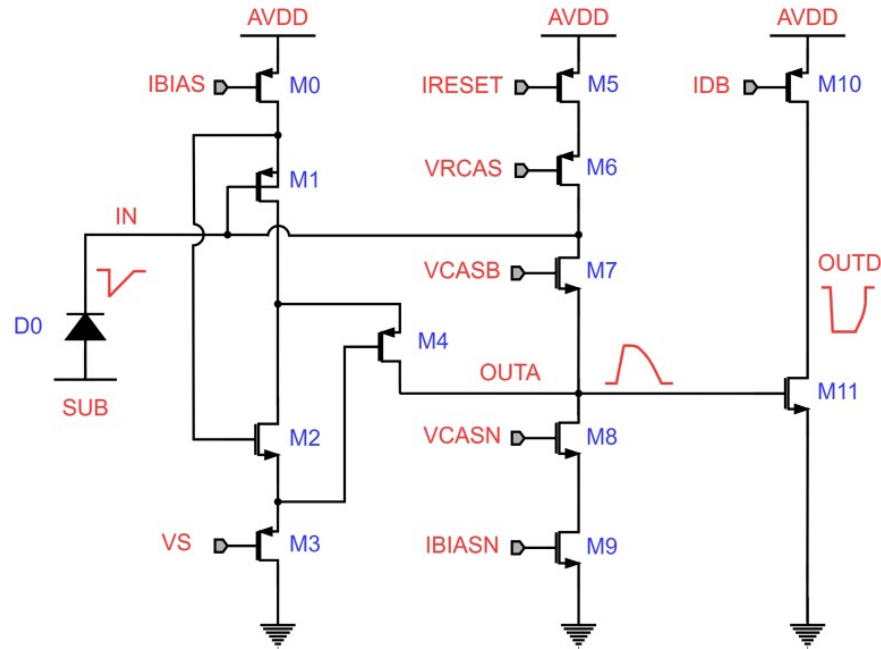 AVDD AVDD AVDD
IBIAS M0 IRESET M5 IDB M10
M1 VRCAS M6
IN
VCASB M7 OUTD
D0 M4
OUTA M11
SUB
M2 VCASN M8
VS M3 IBIASN M9